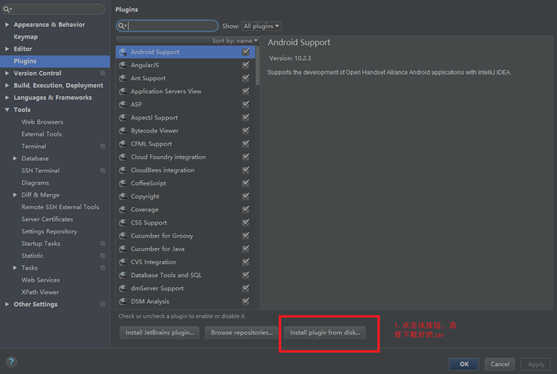 Appearance & Behavior
Keymap
Editor
Plugins
Version Control
Build, Execution, Deployment
Languages & Frameworks
Tools
Web Browsers
External Tools
Terminal
Database
SSH Terminal
Diagrams
Diff & Merge
Remote SSH External Tools
Server Certificates
Settings Repository
Startup Tasks
Statistic
Tasks
Web Services
XPath Viewer
Other Settings
Plugins
Show: All plugins
Sort by: name
Android Support
AngularJS
Ant Support
Application Servers View
ASP
AspectJ Support
Bytecode Viewer
CFML Support
Cloud Foundry integration
CloudBees integration
CoffeeScript
Copyright
Coverage
CSS Support
Cucumber for Groovy
Cucumber for Java
CVS Integration
Database Tools and SQL
dmServer Support
DSM Analysis
Check or uncheck a plugin to enable or disable it
Install JetBrains plugin...
Browse repositories...
Install plugin from disk...
Android Support
Version: 10.2.3
Supports the development of Open Handset Alliance Android applications with IntelliJ IDEA.
点击该按钮，选
择下载好的 jar
?
OK
Cancel
Apply